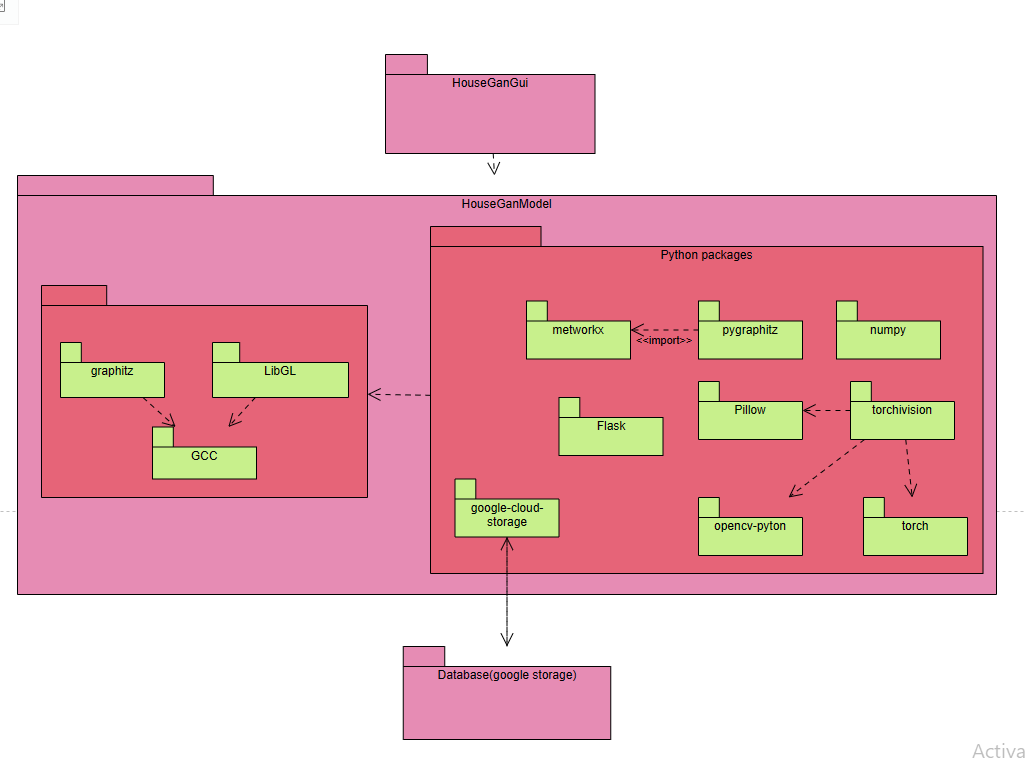 HouseGanGui
HouseGanModel
Python packages
metworkx
<<import>>
pygraphitz
numpy
graphitz
LibGL
GCC
Flask
Pillow
torchivision
google-cloud-
storage
opencv-pyton
torch
Database(google storage)
Activa